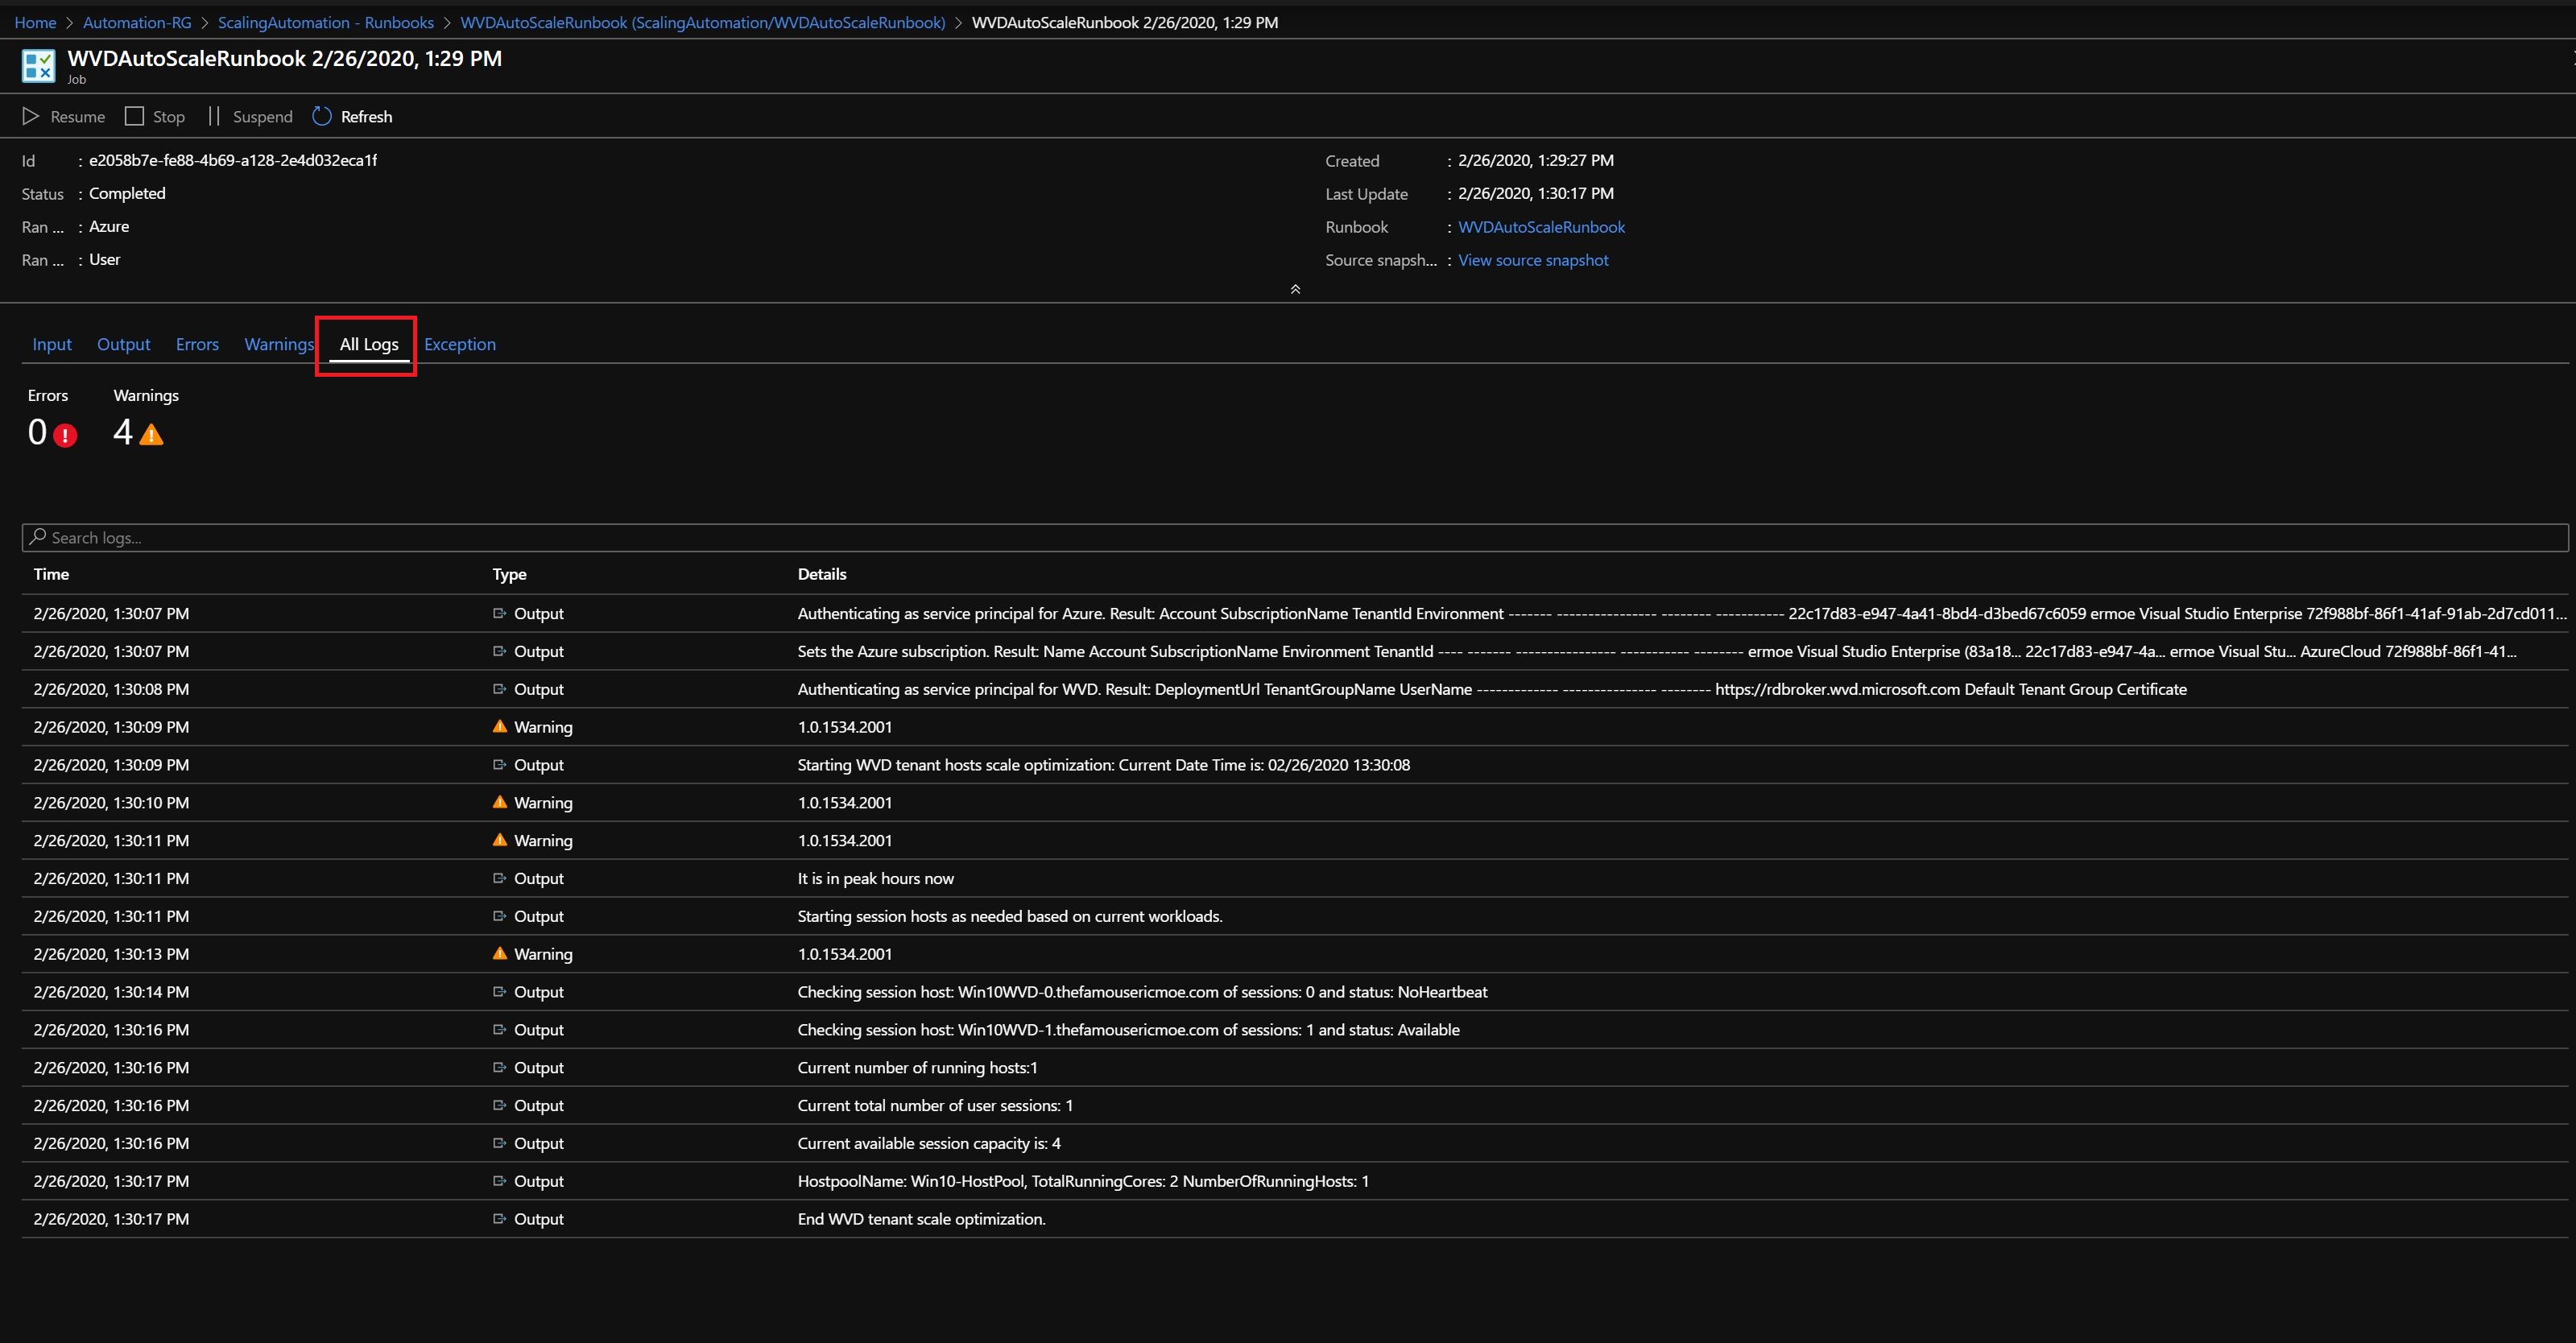 Home > Automation-RG > ScalingAutomation - Runbooks > WVDAutoScaleRunbook (ScalingAutomation/WVDAutoScaleRunbook) > WVDAutoScaleRunbook 2/26/2020, 1:29 PM
WVDAutoScaleRunbook 2/26/2020, 1:29 PM
Job
Resume Stop Suspend Refresh
Id : e2058b7e-fe88-4b69-a128-2e4d032eca1f
Status : Completed
Ran ... : Azure
Ran ... : User
Created : 2/26/2020, 1:29:27 PM
Last Update : 2/26/2020, 1:30:17 PM
Runbook : WVDAutoScaleRunbook
Source snapsh... : View source snapshot
Input Output Errors Warnings All Logs Exception
Errors Warnings
0 4
Search logs...
Time Type Details
2/26/2020, 1:30:07 PM Output Authenticating as service principal for Azure. Result: Account SubscriptionName TenantId Environment ------- ---------------- -------- ----------- 22c17d83-e947-4a41-8bd4-d3bed67c6059 ermoe Visual Studio Enterprise 72f988bf-86f1-41af-91ab-2d7cd011...
2/26/2020, 1:30:07 PM Output Sets the Azure subscription. Result: Name Account SubscriptionName Environment TenantId ---- ------- ---------------- ----------- -------- ermoe Visual Studio Enterprise (83a18... 22c17d83-e947-4a... ermoe Visual Stu... AzureCloud 72f988bf-86f1-41...
2/26/2020, 1:30:08 PM Output Authenticating as service principal for WVD. Result: DeploymentUrl TenantGroupName UserName ------------- --------------- -------- https://rdbroker.wvd.microsoft.com Default Tenant Group Certificate
2/26/2020, 1:30:09 PM Warning 1.0.1534.2001
2/26/2020, 1:30:09 PM Output Starting WVD tenant hosts scale optimization: Current Date Time is: 02/26/2020 13:30:08
2/26/2020, 1:30:10 PM Warning 1.0.1534.2001
2/26/2020, 1:30:11 PM Warning 1.0.1534.2001
2/26/2020, 1:30:11 PM Output It is in peak hours now
2/26/2020, 1:30:11 PM Output Starting session hosts as needed based on current workloads.
2/26/2020, 1:30:13 PM Warning 1.0.1534.2001
2/26/2020, 1:30:14 PM Output Checking session host: Win10WVD-0.thefamousericmoe.com of sessions: 0 and status: NoHeartbeat
2/26/2020, 1:30:16 PM Output Checking session host: Win10WVD-1.thefamousericmoe.com of sessions: 1 and status: Available
2/26/2020, 1:30:16 PM Output Current number of running hosts:1
2/26/2020, 1:30:16 PM Output Current total number of user sessions: 1
2/26/2020, 1:30:16 PM Output Current available session capacity is: 4
2/26/2020, 1:30:17 PM Output HostpoolName: Win10-HostPool, TotalRunningCores: 2 NumberOfRunningHosts: 1
2/26/2020, 1:30:17 PM Output End WVD tenant scale optimization.